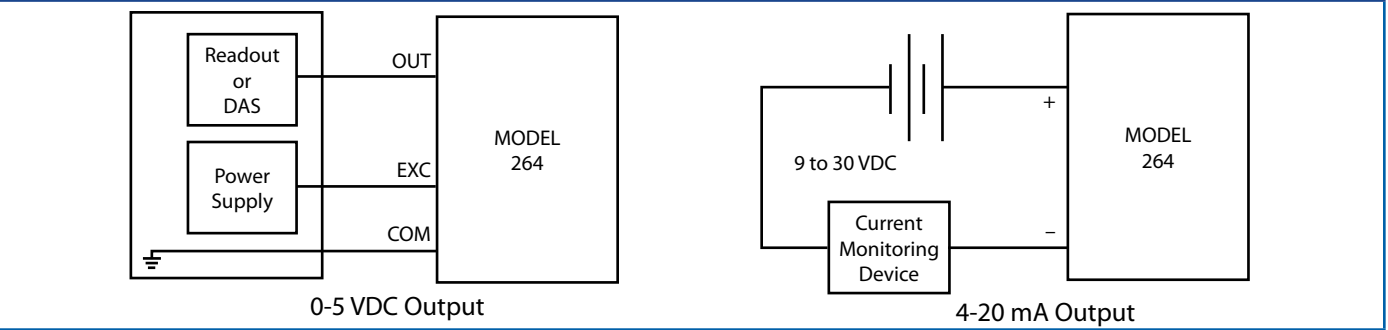 Readout
or
DAS
OUT
Power
Supply
EXC
COM
MODEL
264
0-5 VDC Output
+
9 to 30 VDC
Current
Monitoring
Device
–
MODEL
264
4-20 mA Output